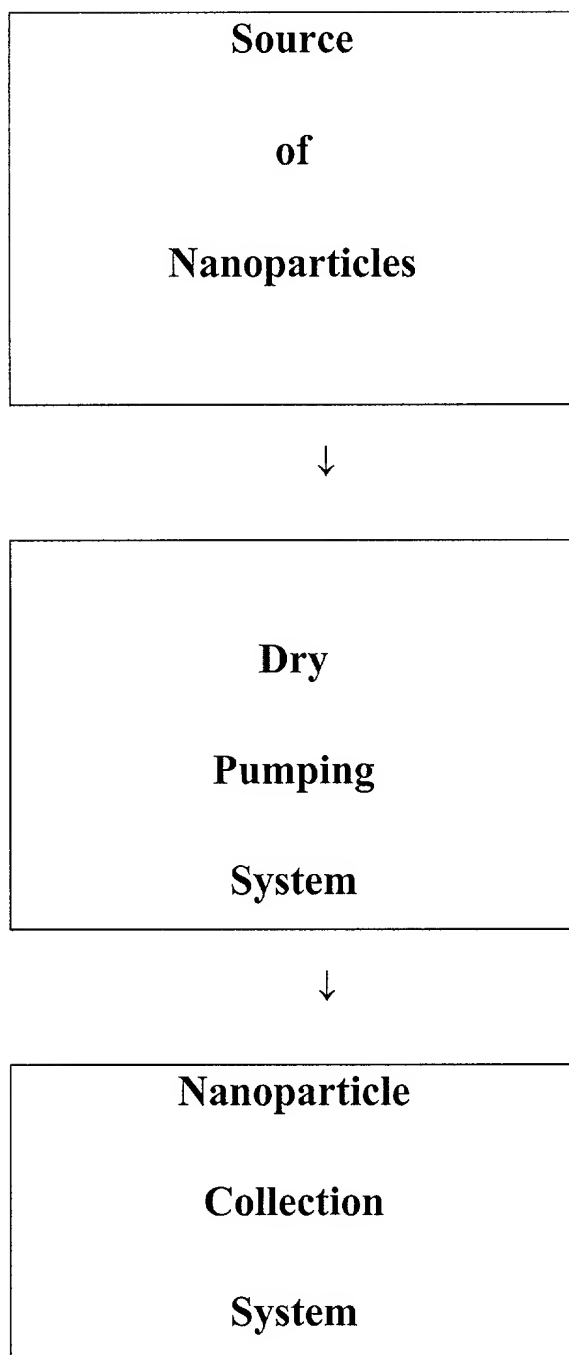 Source
of
Nanoparticles
↓
Dry
Pumping
System
↓
Nanoparticle
Collection
System